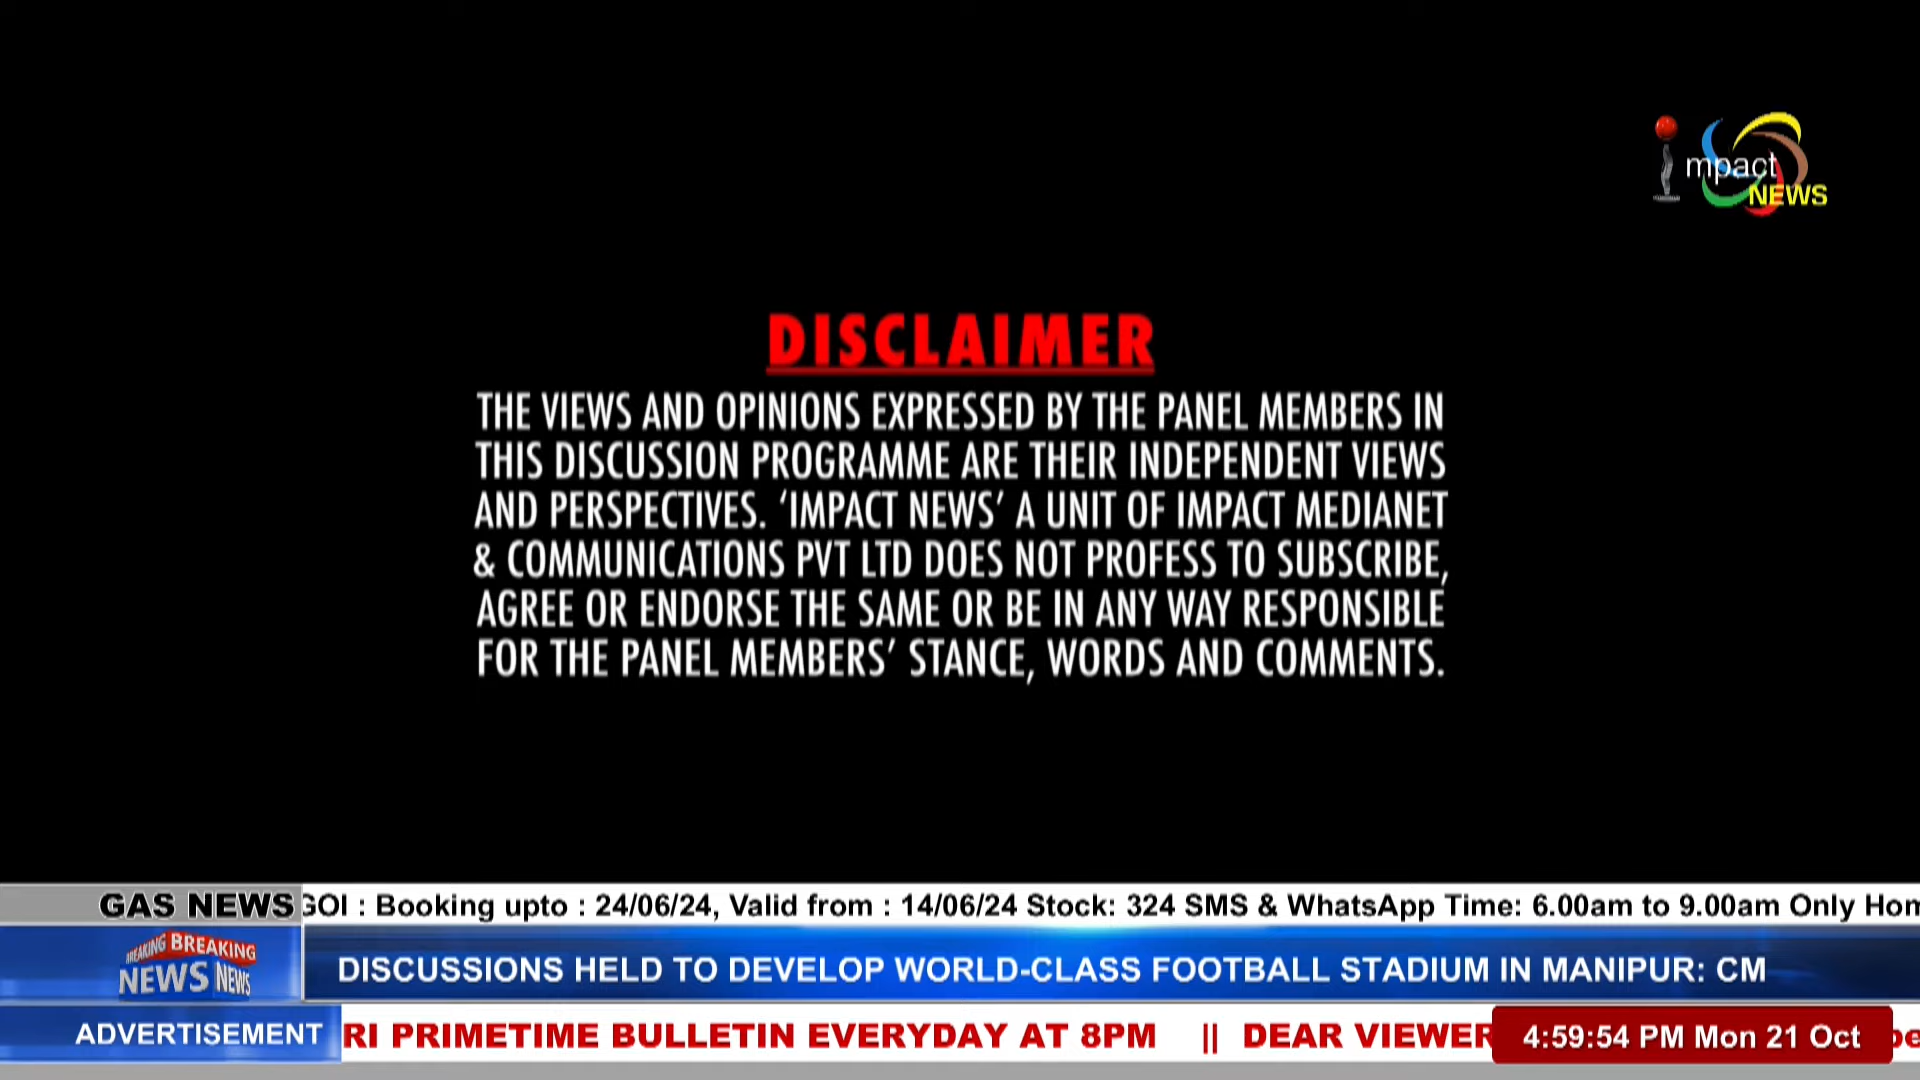 mpact
NEWS
DISCLAIMER
THE VIEWS AND OPINIONS EXPRESSED BY THE PANEL MEMBERS IN
THIS DISCUSSION PROGRAMME ARE THEIR INDEPENDENT VIEWS
AND PERSPECTIVES. ‘IMPACT NEWS’ A UNIT OF IMPACT MEDIANET
& COMMUNICATIONS PVT LTD DOES NOT PROFESS TO SUBSCRIBE,
AGREE OR ENDORSE THE SAME OR BE IN ANY WAY RESPONSIBLE
FOR THE PANEL MEMBERS’ STANCE, WORDS AND COMMENTS.
GAS NEWS GOI : Booking upto : 24/06/24, Valid from : 14/06/24 Stock: 324 SMS & WhatsApp Time: 6.00am to 9.00am Only Hom
BREAKING BREAKING
NEWS NEWS
DISCUSSIONS HELD TO DEVELOP WORLD-CLASS FOOTBALL STADIUM IN MANIPUR: CM
ADVERTISEMENT RI PRIMETIME BULLETIN EVERYDAY AT 8PM || DEAR VIEWER 4:59:54 PM Mon 21 Oct